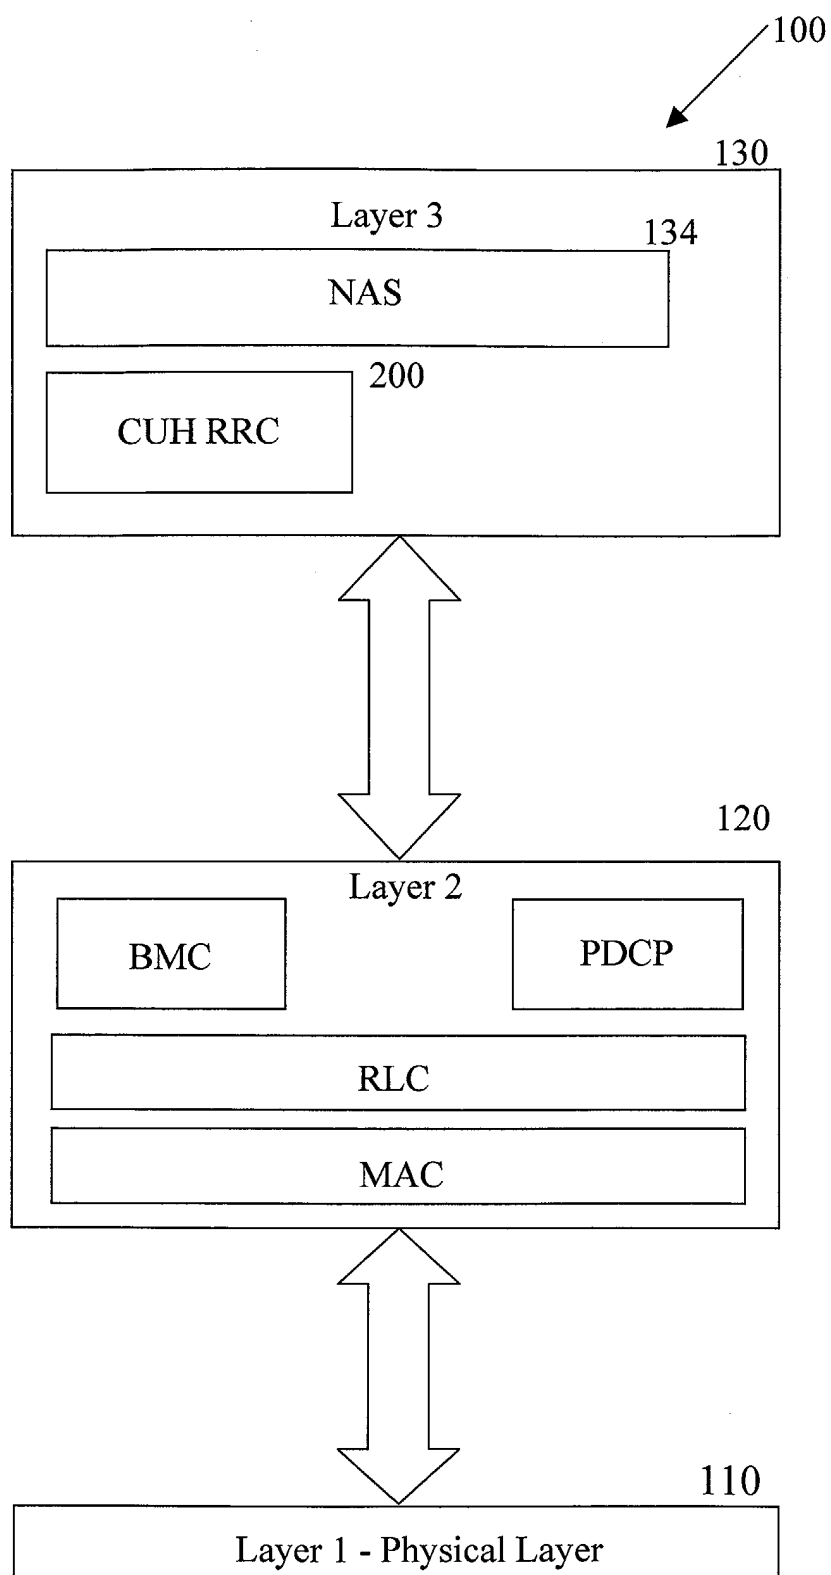 100
130
Layer 3
134
NAS
200
CUH RRC
120
Layer 2
BMC
PDCP
RLC
MAC
110
Layer 1 - Physical Layer